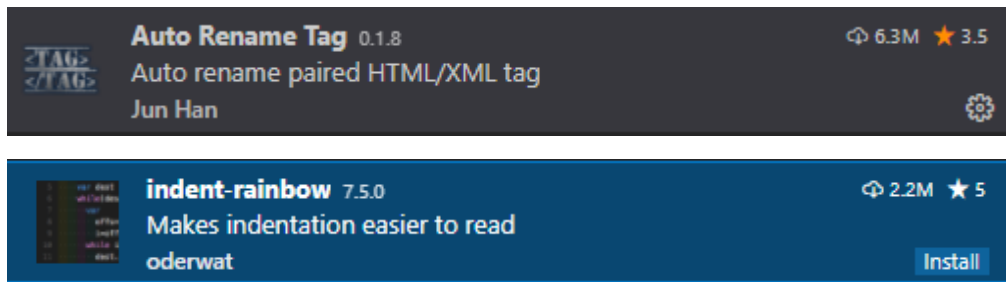 <TAG>
</TAG>
Auto Rename Tag 0.1.8 6.3M 3.5
Auto rename paired HTML/XML tag
Jun Han
indent-rainbow 7.5.0 2.2M 5
Makes indentation easier to read
oderwat Install